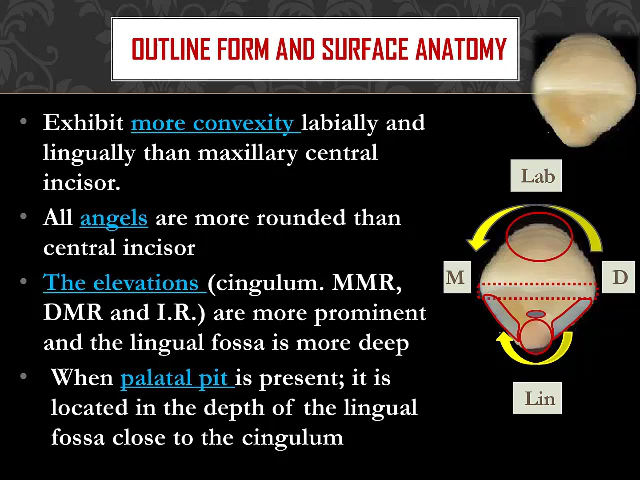 OUTLINE FORM AND SURFACE ANATOMY
• Exhibit more convexity labially and
lingually than maxillary central
incisor.
• All angels are more rounded than
central incisor
• The elevations (cingulum. MMR,
DMR and I.R.) are more prominent
and the lingual fossa is more deep
• When palatal pit is present; it is
located in the depth of the lingual
fossa close to the cingulum
Lab
M
D
Lin